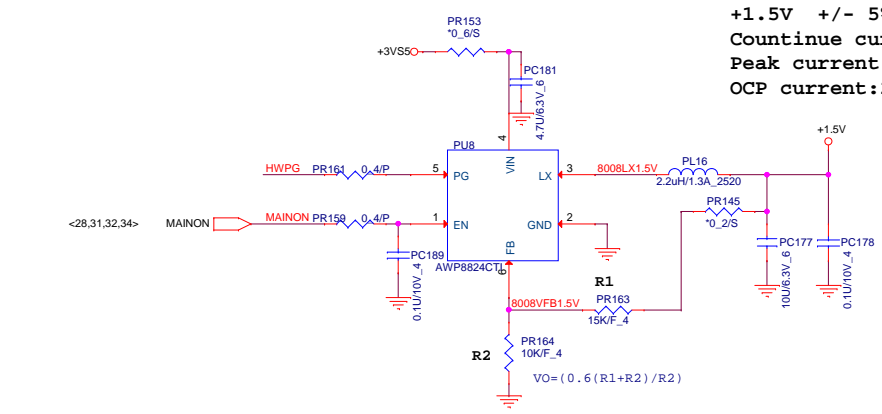 +1.5V +/- 5
Countinue cu
Peak current
OCP current:
PR153
*0_6/S
+3VS5
PC181
4.7U/6.3V_6
+1.5V
PU8
4
VIN
HWPG
PR161
0_4/P
5
PG
LX
3
8008LX1.5V
PL16
2.2uH/1.3A_2520
PR145
*0_2/S
<28,31,32,34>
MAINON
MAINON
PR159
0_4/P
1
EN
GND
2
FB
PC189
0.1U/10V_4
AWP8824CTL
6
PC177
10U/6.3V_6
PC178
0.1U/10V_4
R1
8008VFB1.5V
PR163
15K/F_4
R2
PR164
10K/F_4
VO=(0.6(R1+R2)/R2)